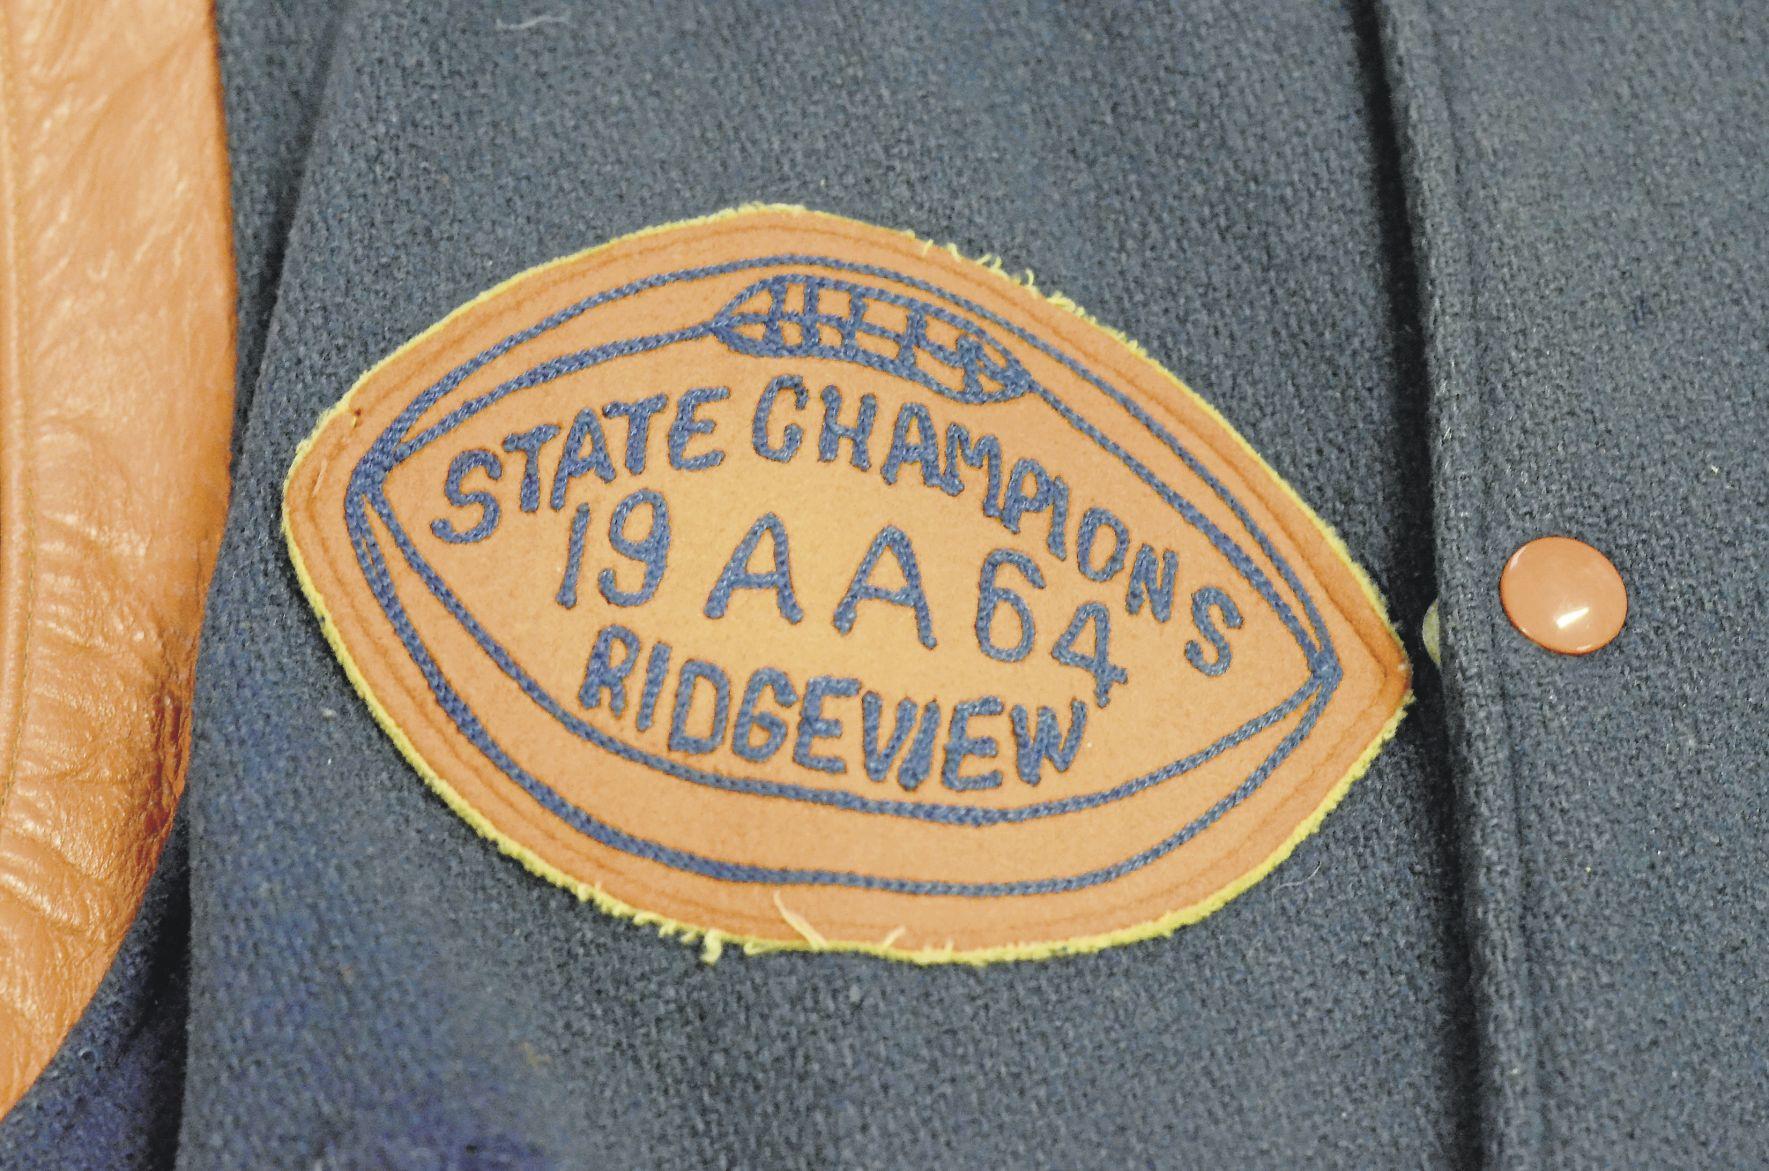 STATE CHAMPIONS
19 AA 64
RIDGEVIEW